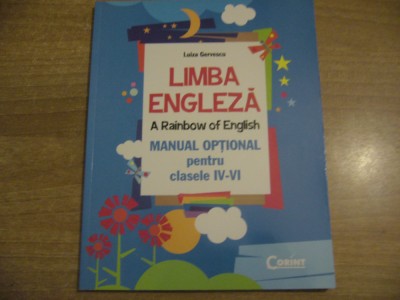 Luiza Gervescu
LIMBA
ENGLEZĂ
A Rainbow of English
MANUAL OPȚIONAL
pentru
clasele IV-VI
CORINT